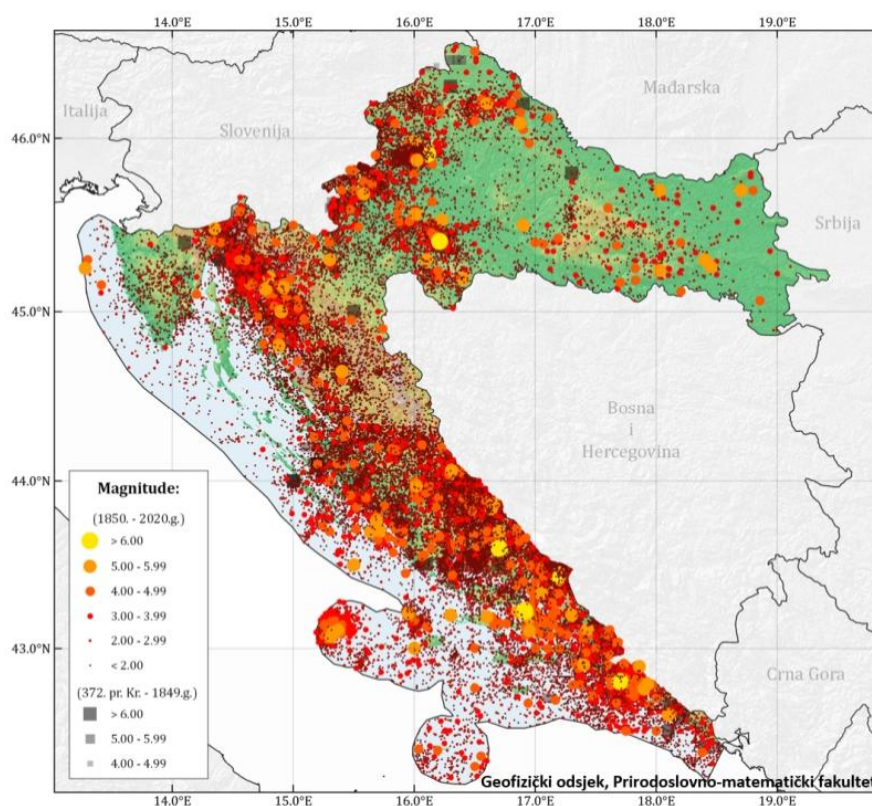 14.0°E 15.0°E 16.0°E 17.0°E 18.0°E 19.0°E
Mađarska
Italija
Slovenija
46.0°N
Srbija
45.0°N
Bosna
i
Hercegovina
44.0°N
Magnitude:
(1850. - 2020.g.)
> 6.00
5.00 - 5.99
4.00 - 4.99
3.00 - 3.99
2.00 - 2.99
< 2.00
(372. pr. Kr. - 1849.g.)
> 6.00
5.00 - 5.99
4.00 - 4.99
43.0°N
Crna Gora
Geofizički odsjek, Prirodoslovno-matematički fakultet
14.0°E 15.0°E 16.0°E 17.0°E 18.0°E 19.0°E